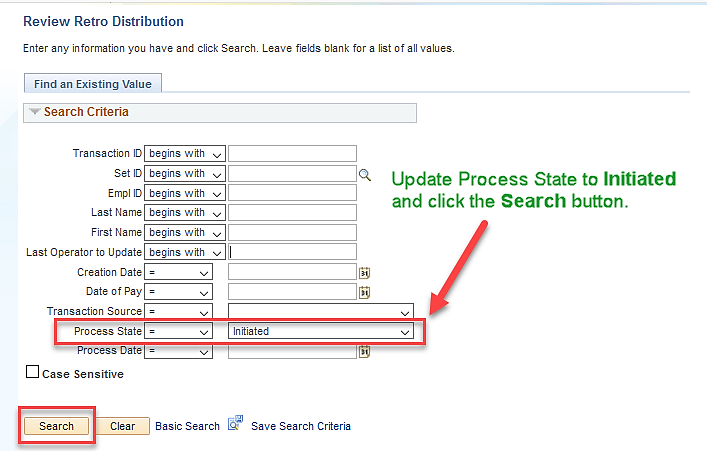 Review Retro Distribution
Enter any information you have and click Search. Leave fields blank for a list of all values.
Find an Existing Value
Search Criteria
Transaction ID begins with
Set ID begins with
Empl ID begins with
Last Name begins with
First Name begins with
Last Operator to Update begins with
Creation Date = 31
Date of Pay = 31
Transaction Source =
Process State = Initiated
Process Date = 31
Case Sensitive
Update Process State to Initiated
and click the Search button.
Search Clear Basic Search Save Search Criteria